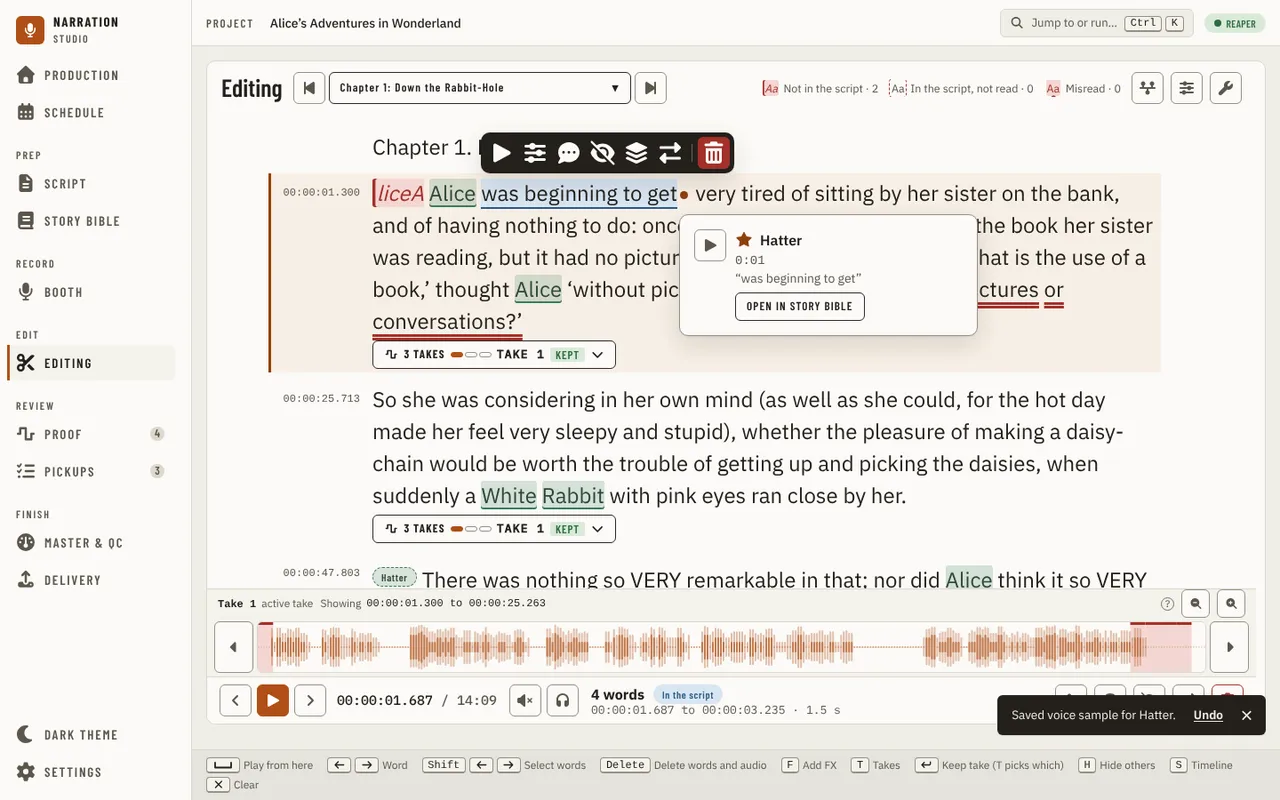 NARRATION
STUDIO
PRODUCTION
SCHEDULE
PREP
SCRIPT
STORY BIBLE
RECORD
BOOTH
EDIT
EDITING
REVIEW
PROOF 4
PICKUPS 3
FINISH
MASTER & QC
DELIVERY
DARK THEME
SETTINGS
PROJECT Alice's Adventures in Wonderland
Jump to or run… Ctrl K
REAPER
Editing
Chapter 1: Down the Rabbit-Hole
Aa Not in the script · 2 Aa In the script, not read · 0 Aa Misread · 0
Chapter 1.
00:00:01.300 liceA Alice was beginning to get very tired of sitting by her sister on the bank,
and of having nothing to do: once the book her sister
was reading, but it had no pictur hat is the use of a
book,’ thought Alice ‘without pic ctures or
conversations?’
Hatter
0:01
“was beginning to get”
OPEN IN STORY BIBLE
3 TAKES TAKE 1 KEPT
00:00:25.713 So she was considering in her own mind (as well as she could, for the hot day
made her feel very sleepy and stupid), whether the pleasure of making a daisy-
chain would be worth the trouble of getting up and picking the daisies, when
suddenly a White Rabbit with pink eyes ran close by her.
3 TAKES TAKE 1 KEPT
00:00:47.803 Hatter There was nothing so VERY remarkable in that; nor did Alice think it so VERY
Take 1 active take Showing 00:00:01.300 to 00:00:25.263 ?
00:00:01.687 / 14:09
4 words In the script
00:00:01.687 to 00:00:03.235 · 1.5 s
Saved voice sample for Hatter. Undo
Play from here ← → Word Shift ← → Select words Delete Delete words and audio F Add FX T Takes Keep take (T picks which) H Hide others S Timeline
Clear